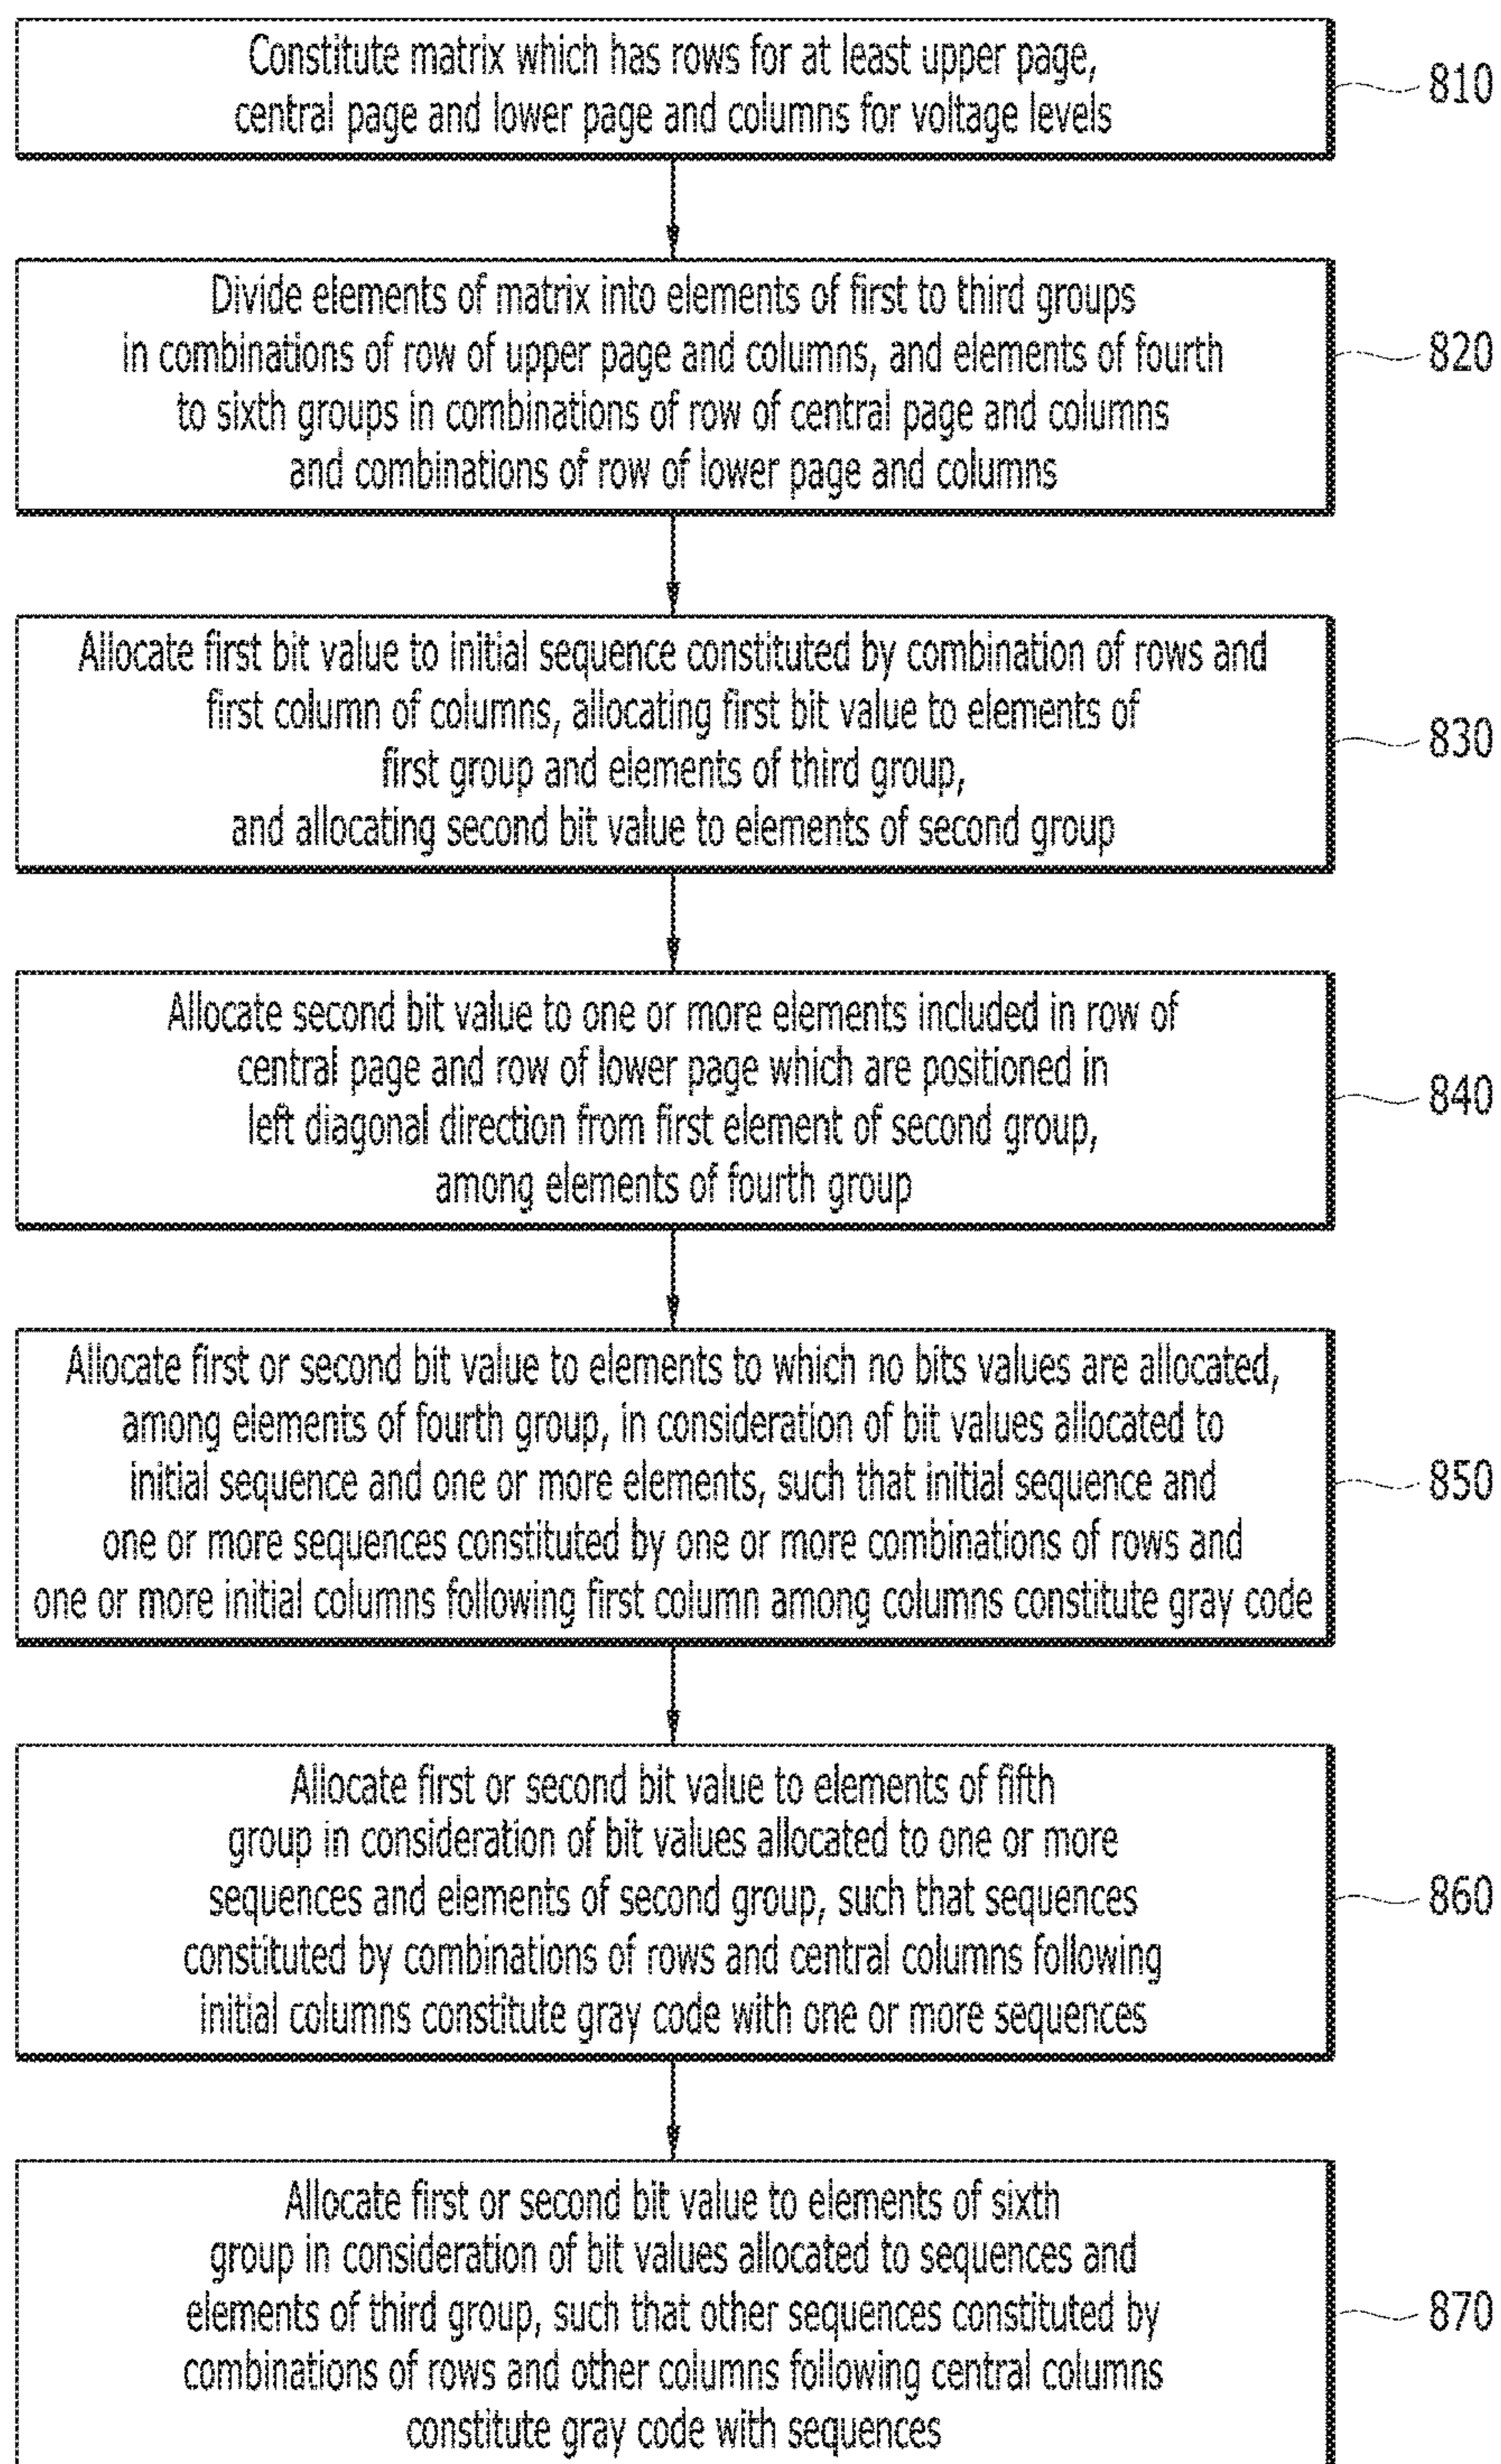 Constitute matrix which has rows for at least upper page,
central page and lower page and columns for voltage levels
810
Divide elements of matrix into elements of first to third groups
in combinations of row of upper page and columns, and elements of fourth
to sixth groups in combinations of row of central page and columns
and combinations of row of lower page and columns
820
Allocate first bit value to initial sequence constituted by combination of rows and
first column of columns, allocating first bit value to elements of
first group and elements of third group,
and allocating second bit value to elements of second group
830
Allocate second bit value to one or more elements included in row of
central page and row of lower page which are positioned in
left diagonal direction from first element of second group,
among elements of fourth group
840
Allocate first or second bit value to elements to which no bits values are allocated,
among elements of fourth group, in consideration of bit values allocated to
initial sequence and one or more elements, such that initial sequence and
one or more sequences constituted by one or more combinations of rows and
one or more initial columns following first column among columns constitute gray code
850
Allocate first or second bit value to elements of fifth
group in consideration of bit values allocated to one or more
sequences and elements of second group, such that sequences
constituted by combinations of rows and central columns following
initial columns constitute gray code with one or more sequences
860
Allocate first or second bit value to elements of sixth
group in consideration of bit values allocated to sequences and
elements of third group, such that other sequences constituted by
combinations of rows and other columns following central columns
constitute gray code with sequences
870